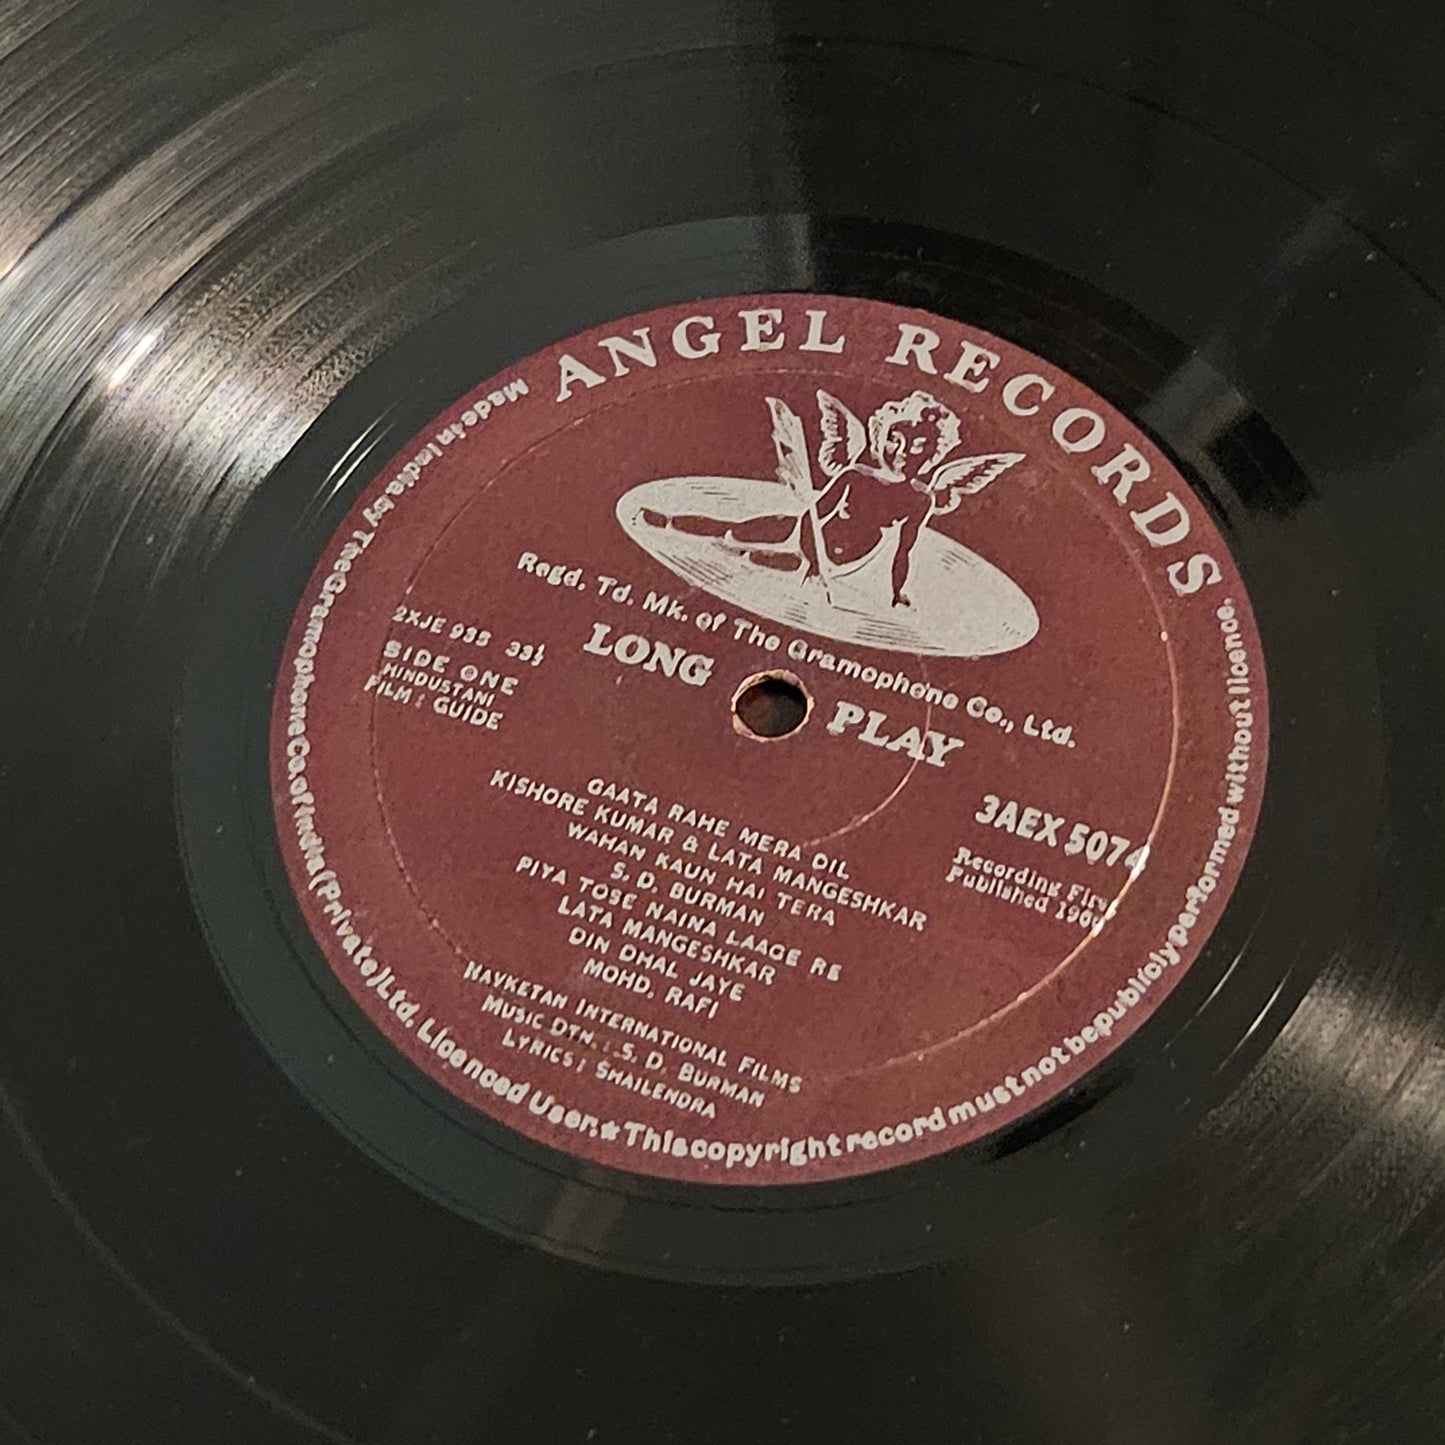 ANGEL RECORDS
Regd. Td. Mk. of The Gramophone Co., Ltd.
LONG PLAY
2XJE 935 33½
SIDE ONE
HINDUSTANI
FILM : GUIDE
3AEX 5074
Recording First
Published
GAATA RAHE MERA DIL
KISHORE KUMAR & LATA MANGESHKAR
WAHAN KAUN HAI TERA
S. D. BURMAN
PIYA TOSE NAINA LAAGE RE
LATA MANGESHKAR
DIN DHAL JAYE
MOHD. RAFI
NAVKETAN INTERNATIONAL FILMS
MUSIC DTN. : S. D. BURMAN
LYRICS : SHAILENDRA
Made in India by The Gramophone Co. of India (Private) Ltd. Licenced User. ★ This copyright record must not be publicly performed without licence.